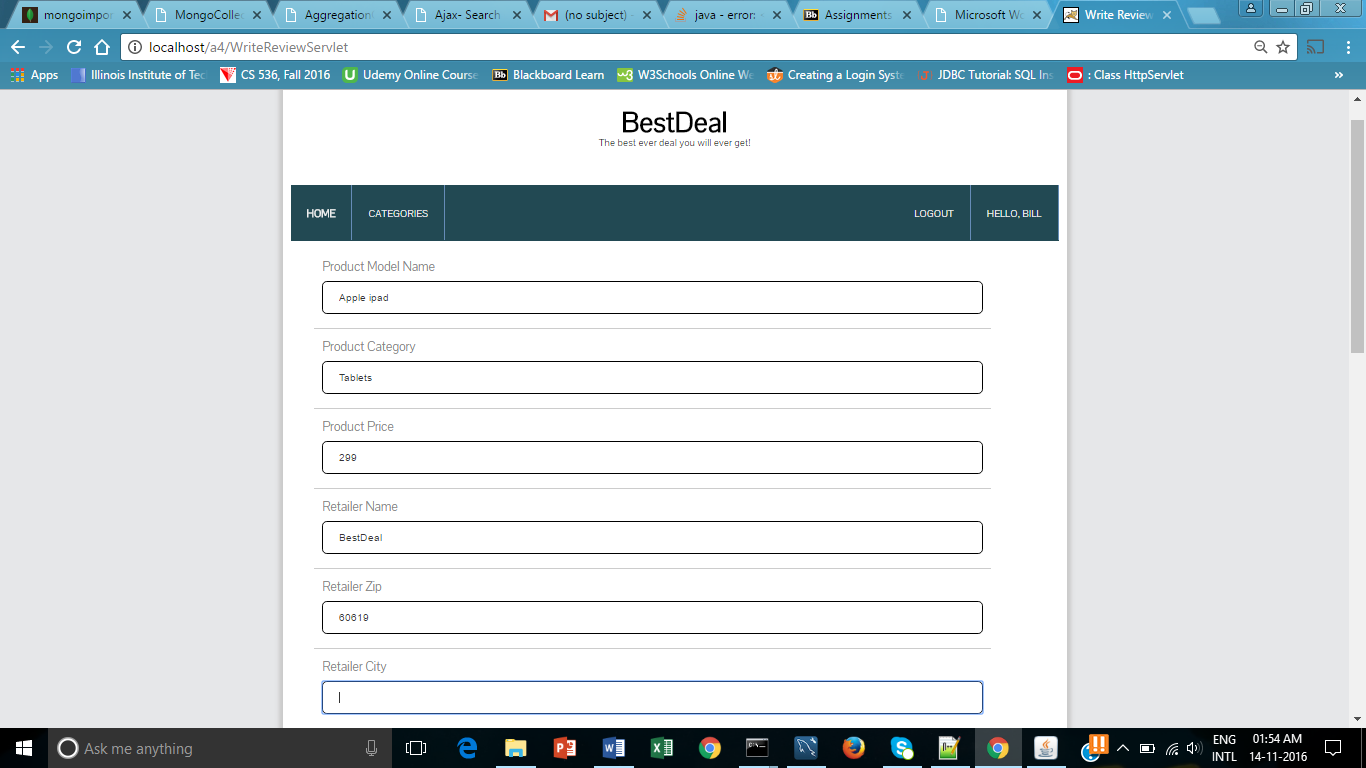 mongoimpor
MongoCollec
Aggregation
Ajax- Search
(no subject) -
java - error:
Assignments
Microsoft Wo
Write Review
localhost/a4/WriteReviewServlet
Apps
Illinois Institute of Tec
CS 536, Fall 2016
Udemy Online Course
Bb Blackboard Learn
W3Schools Online We
Creating a Login Syste
JDBC Tutorial: SQL Ins
: Class HttpServlet
»
BestDeal
The best ever deal you will ever get!
HOME CATEGORIES LOGOUT HELLO, BILL
Product Model Name
Apple ipad
Product Category
Tablets
Product Price
299
Retailer Name
BestDeal
Retailer Zip
60619
Retailer City
Ask me anything
ENG 01:54 AM
INTL 14-11-2016